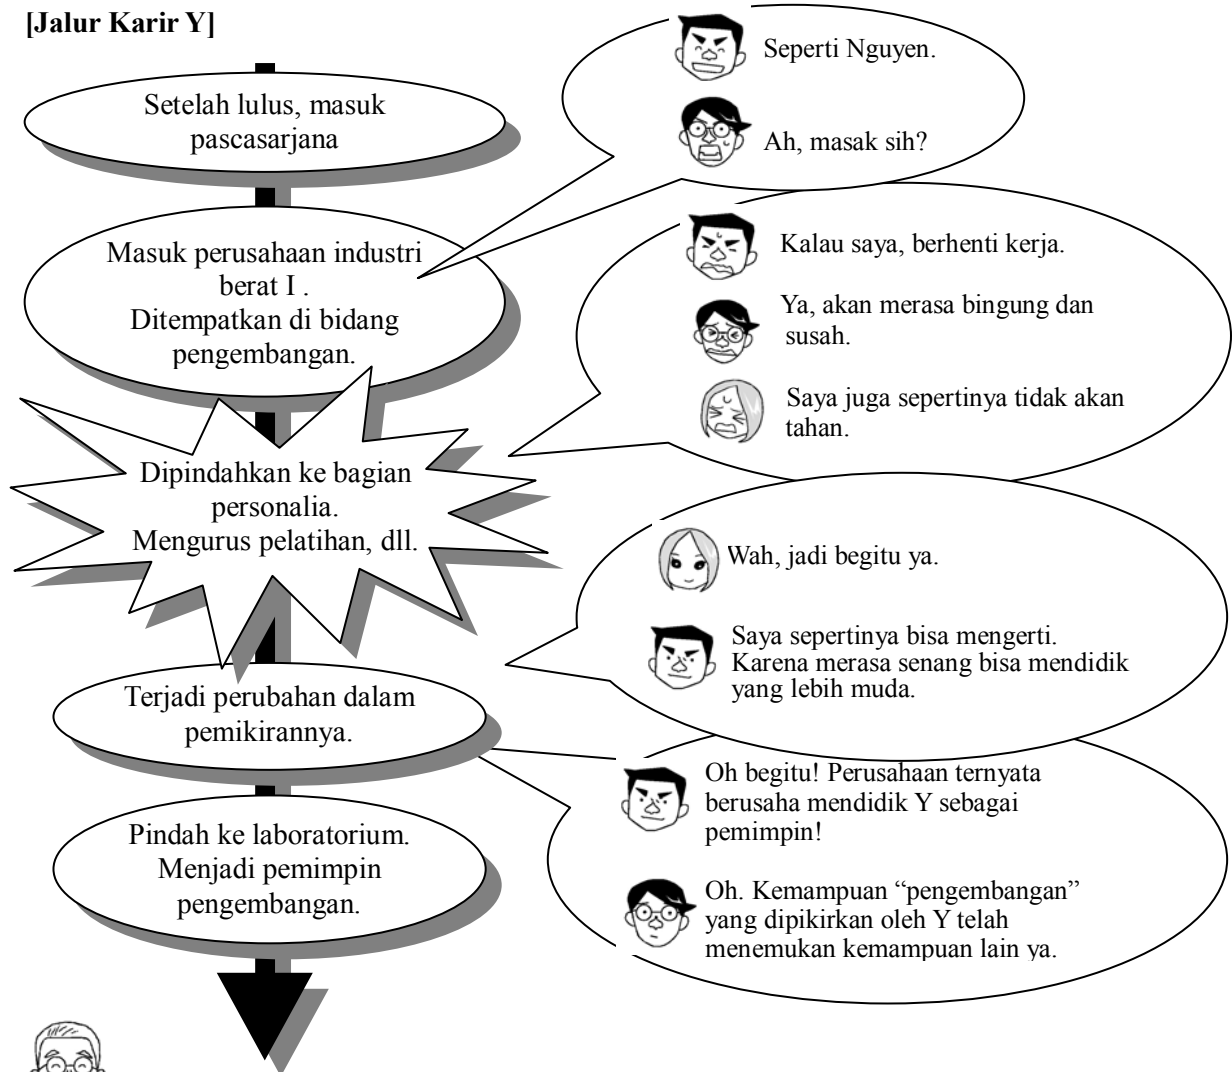 [Jalur Karir Y]
Setelah lulus, masuk
pascasarjana
Seperti Nguyen.
Ah, masak sih?
Masuk perusahaan industri
berat I .
Ditempatkan di bidang
pengembangan.
Kalau saya, berhenti kerja.
Ya, akan merasa bingung dan
susah.
Saya juga sepertinya tidak akan
tahan.
Dipindahkan ke bagian
personalia.
Mengurus pelatihan, dll.
Wah, jadi begitu ya.
Saya sepertinya bisa mengerti.
Karena merasa senang bisa mendidik
yang lebih muda.
Terjadi perubahan dalam
pemikirannya.
Oh begitu! Perusahaan ternyata
berusaha mendidik Y sebagai
pemimpin!
Oh. Kemampuan “pengembangan”
yang dipikirkan oleh Y telah
menemukan kemampuan lain ya.
Pindah ke laboratorium.
Menjadi pemimpin
pengembangan.